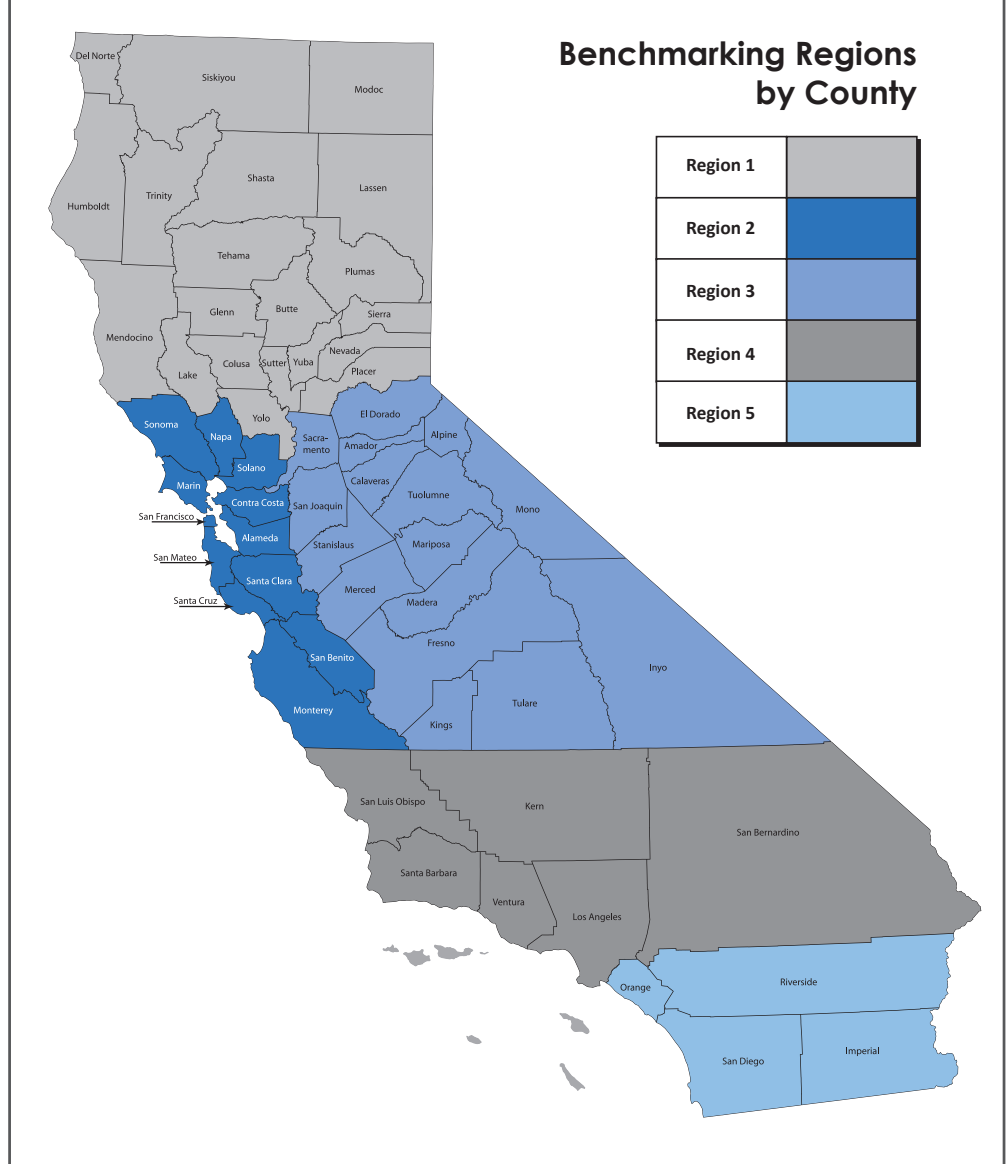 Benchmarking Regions
by County
Region 1
Region 2
Region 3
Region 4
Region 5
Del Norte
Siskiyou
Modoc
Humboldt
Trinity
Shasta
Lassen
Tehama
Plumas
Glenn
Butte
Sierra
Mendocino
Lake
Colusa
Sutter
Yuba
Nevada
Placer
Yolo
El Dorado
Sonoma
Napa
Sacra-
mento
Amador
Alpine
Solano
Marin
Calaveras
Tuolumne
Contra Costa
San Joaquin
Mono
San Francisco
Alameda
Stanislaus
Mariposa
San Mateo
Santa Clara
Merced
Santa Cruz
Madera
Fresno
San Benito
Inyo
Monterey
Kings
Tulare
San Luis Obispo
Kern
San Bernardino
Santa Barbara
Ventura
Los Angeles
Orange
Riverside
San Diego
Imperial